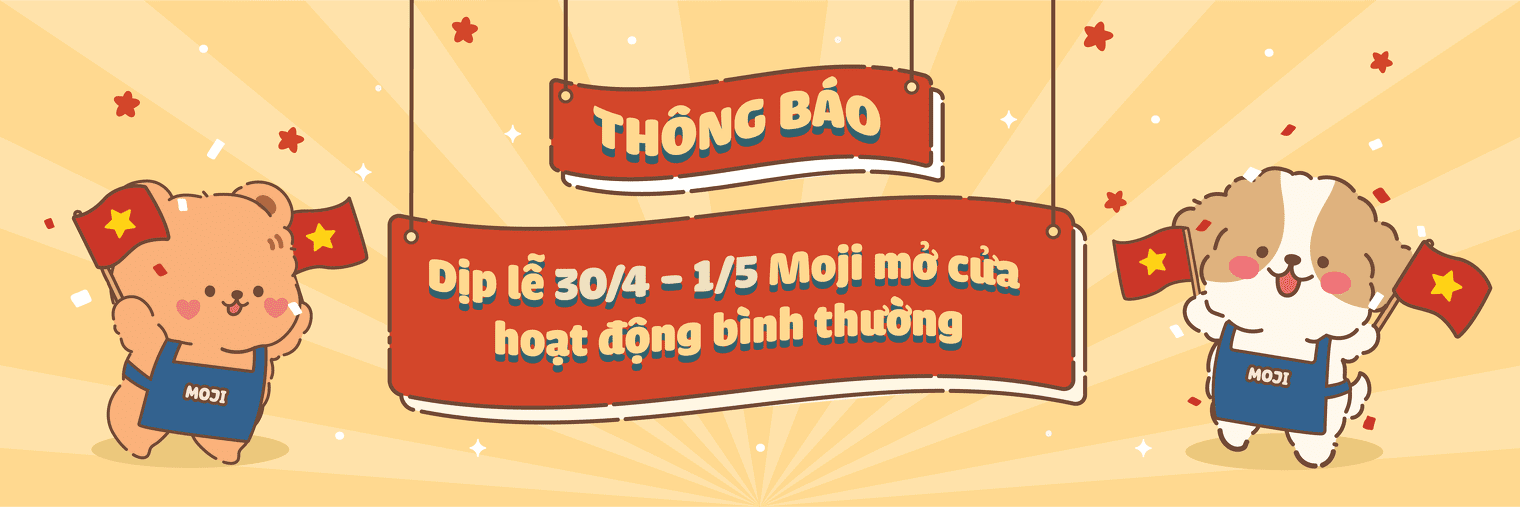 THÔNG BÁO
Dịp lễ 30/4 – 1/5 Moji mở cửa
hoạt động bình thường
MOJI
MOJI